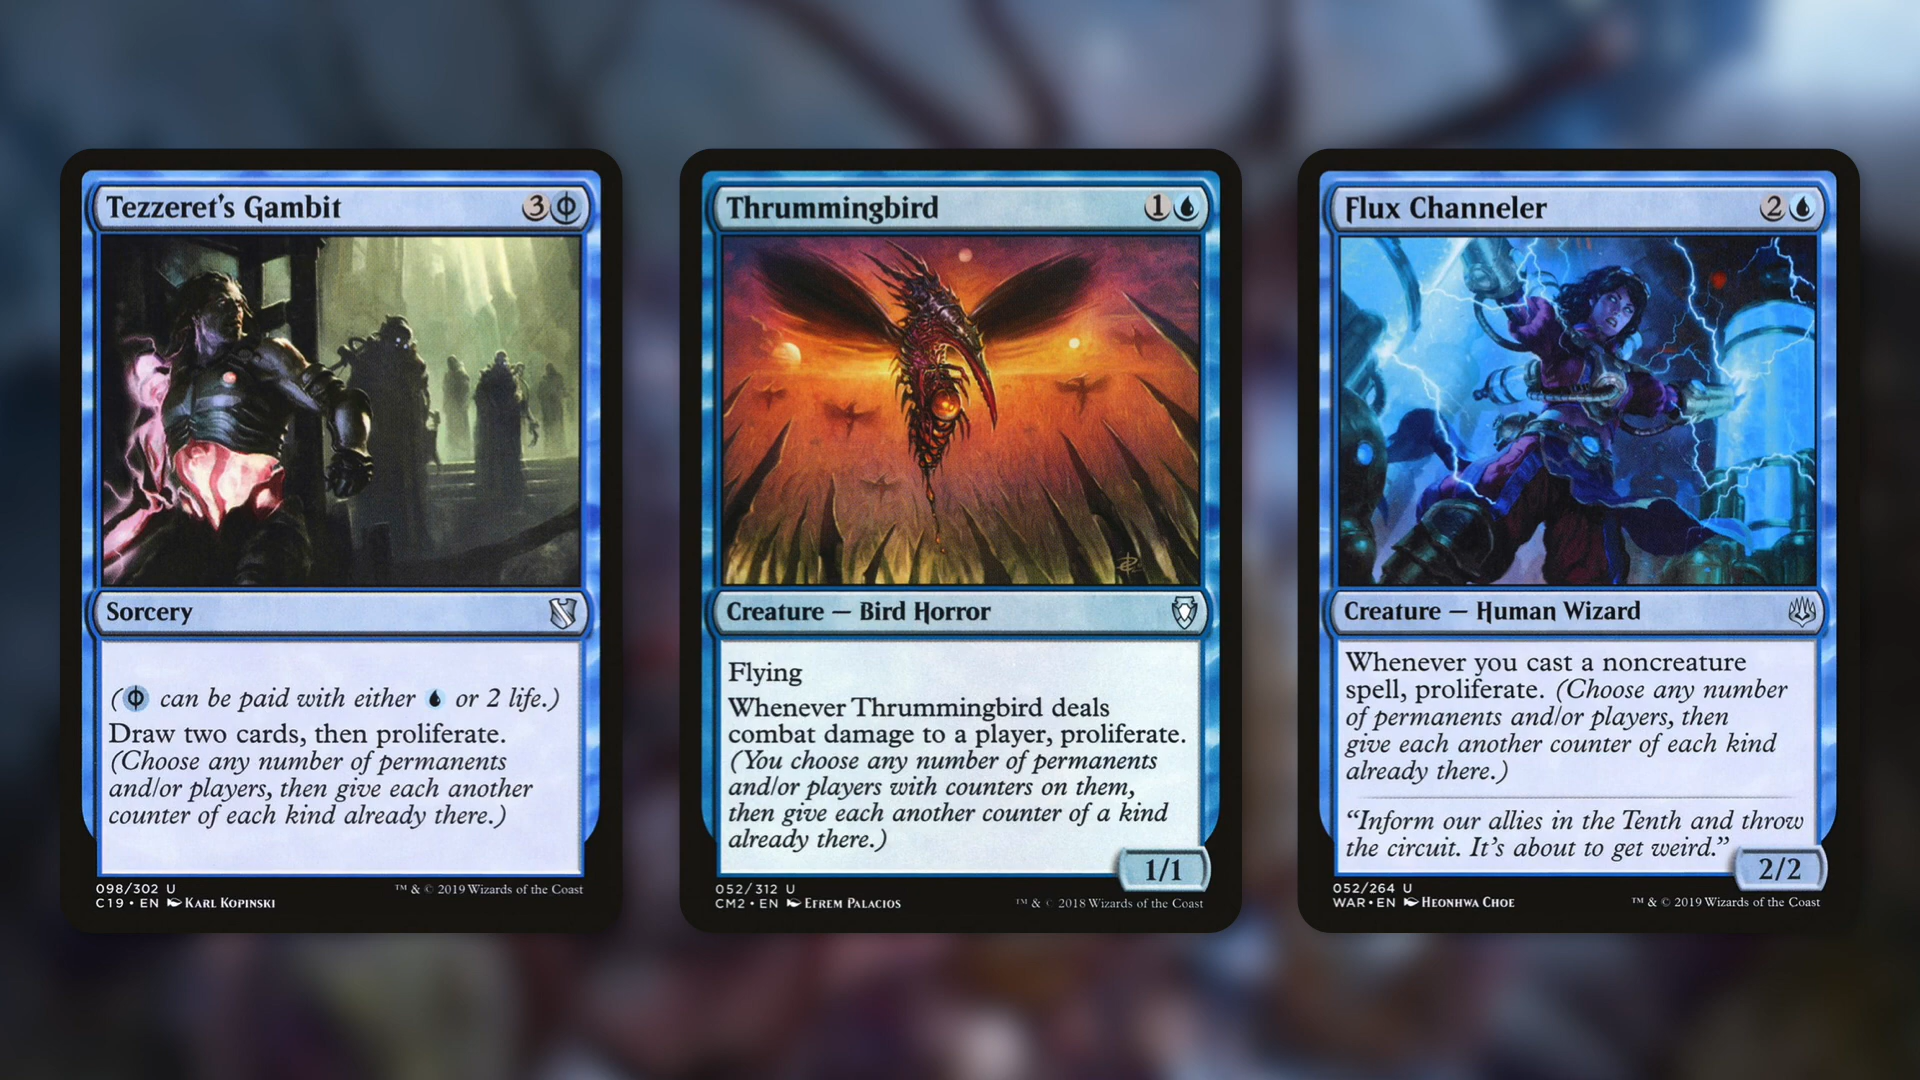 Tezzeret's Gambit 3
Sorcery
( can be paid with either or 2 life.)
Draw two cards, then proliferate.
(Choose any number of permanents
and/or players, then give each another
counter of each kind already there.)
098/302 U
C19 • EN KARL KOPINSKI
™ & © 2019 Wizards of the Coast
Thrummingbird 1
Creature — Bird Horror
Flying
Whenever Thrummingbird deals
combat damage to a player, proliferate.
(You choose any number of permanents
and/or players with counters on them,
then give each another counter of a kind
already there.)
1/1
052/312 U
CM2 • EN EFREM PALACIOS
™ & © 2018 Wizards of the Coast
Flux Channeler 2
Creature — Human Wizard
Whenever you cast a noncreature
spell, proliferate. (Choose any number
of permanents and/or players, then
give each another counter of each kind
already there.)
“Inform our allies in the Tenth and throw
the circuit. It's about to get weird.”
2/2
052/264 U
WAR • EN HEONHWA CHOE
™ & © 2019 Wizards of the Coast